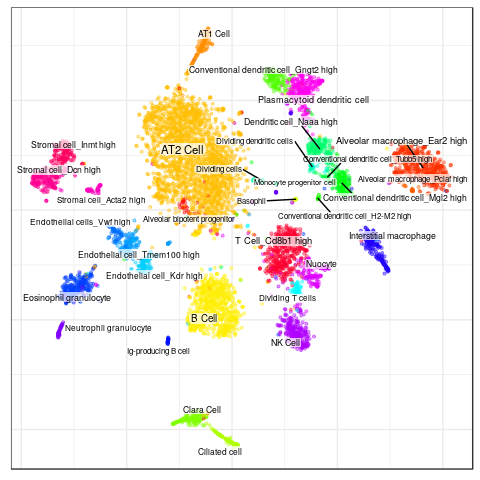 AT1 Cell
Conventional dendritic cell_Gngt2 high
Plasmacytoid dendritic cell
Dendritic cell_Naaa high
Dividing dendritic cells
Alveolar macrophage_Ear2 high
Stromal cell_Inmt high
AT2 Cell
Conventional dendritic cell_Tubb5 high
Stromal cell_Dcn high
Dividing cells
Monocyte progenitor cell
Alveolar macrophage_Pclaf high
Stromal cell_Acta2 high
Basophil
Conventional dendritic cell_Mgl2 high
Endothelial cells_Vwf high
Alveolar bipotent progenitor
Conventional dendritic cell_H2-M2 high
T Cell_Cd8b1 high
Interstitial macrophage
Endothelial cell_Tmem100 high
Nuocyte
Endothelial cell_Kdr high
Eosinophil granulocyte
Dividing T cells
B Cell
Neutrophil granulocyte
NK Cell
Ig-producing B cell
Clara Cell
Ciliated cell